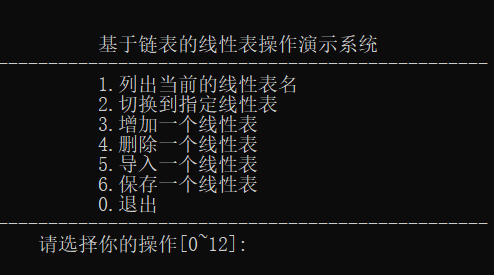 基于链表的线性表操作演示系统
1.列出当前的线性表名
2.切换到指定线性表
3.增加一个线性表
4.删除一个线性表
5.导入一个线性表
6.保存一个线性表
0.退出
请选择你的操作[0~12]: